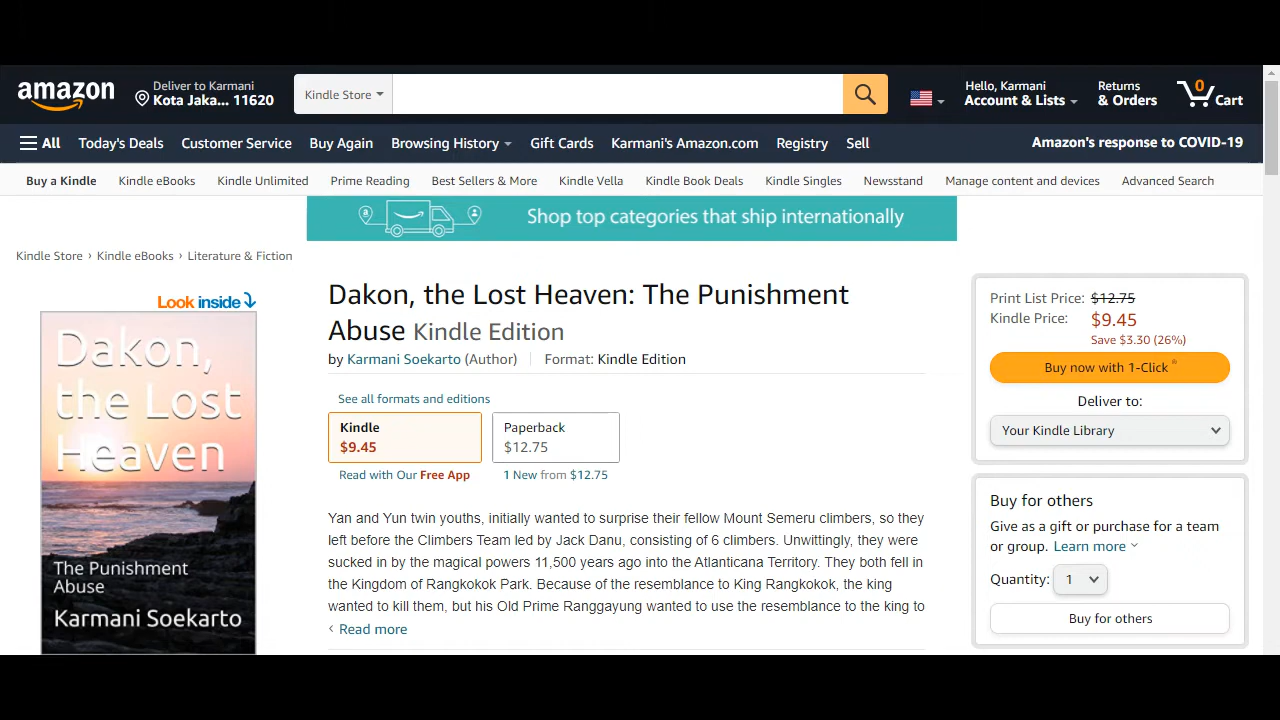 amazon
Deliver to Karmani
Kota Jaka... 11620
Kindle Store
Hello, Karmani
Account & Lists
Returns
& Orders
0
Cart
All
Today's Deals
Customer Service
Buy Again
Browsing History
Gift Cards
Karmani's Amazon.com
Registry
Sell
Amazon's response to COVID-19
Buy a Kindle
Kindle eBooks
Kindle Unlimited
Prime Reading
Best Sellers & More
Kindle Vella
Kindle Book Deals
Kindle Singles
Newsstand
Manage content and devices
Advanced Search
Shop top categories that ship internationally
Kindle Store › Kindle eBooks › Literature & Fiction
Look inside
Dakon,
the Lost
Heaven
The Punishment
Abuse
Karmani Soekarto
Dakon, the Lost Heaven: The Punishment
Abuse Kindle Edition
by Karmani Soekarto (Author)
Format: Kindle Edition
See all formats and editions
Kindle
$9.45
Paperback
$12.75
Read with Our Free App
1 New from $12.75
Yan and Yun twin youths, initially wanted to surprise their fellow Mount Semeru climbers, so they
left before the Climbers Team led by Jack Danu, consisting of 6 climbers. Unwittingly, they were
sucked in by the magical powers 11,500 years ago into the Atlanticana Territory. They both fell in
the Kingdom of Rangkokok Park. Because of the resemblance to King Rangkokok, the king
wanted to kill them, but his Old Prime Ranggayung wanted to use the resemblance to the king to
‹ Read more
Print List Price: $12.75
Kindle Price: $9.45
Save $3.30 (26%)
Buy now with 1-Click ®
Deliver to:
Your Kindle Library
Buy for others
Give as a gift or purchase for a team
or group. Learn more
Quantity: 1
Buy for others